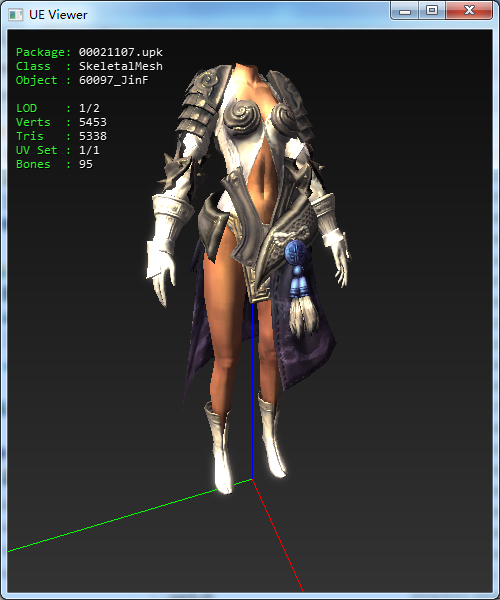 UE Viewer
Package: 00021107.upk
Class : SkeletalMesh
Object : 60097_JinF
LOD : 1/2
Verts : 5453
Tris : 5338
UV Set : 1/1
Bones : 95